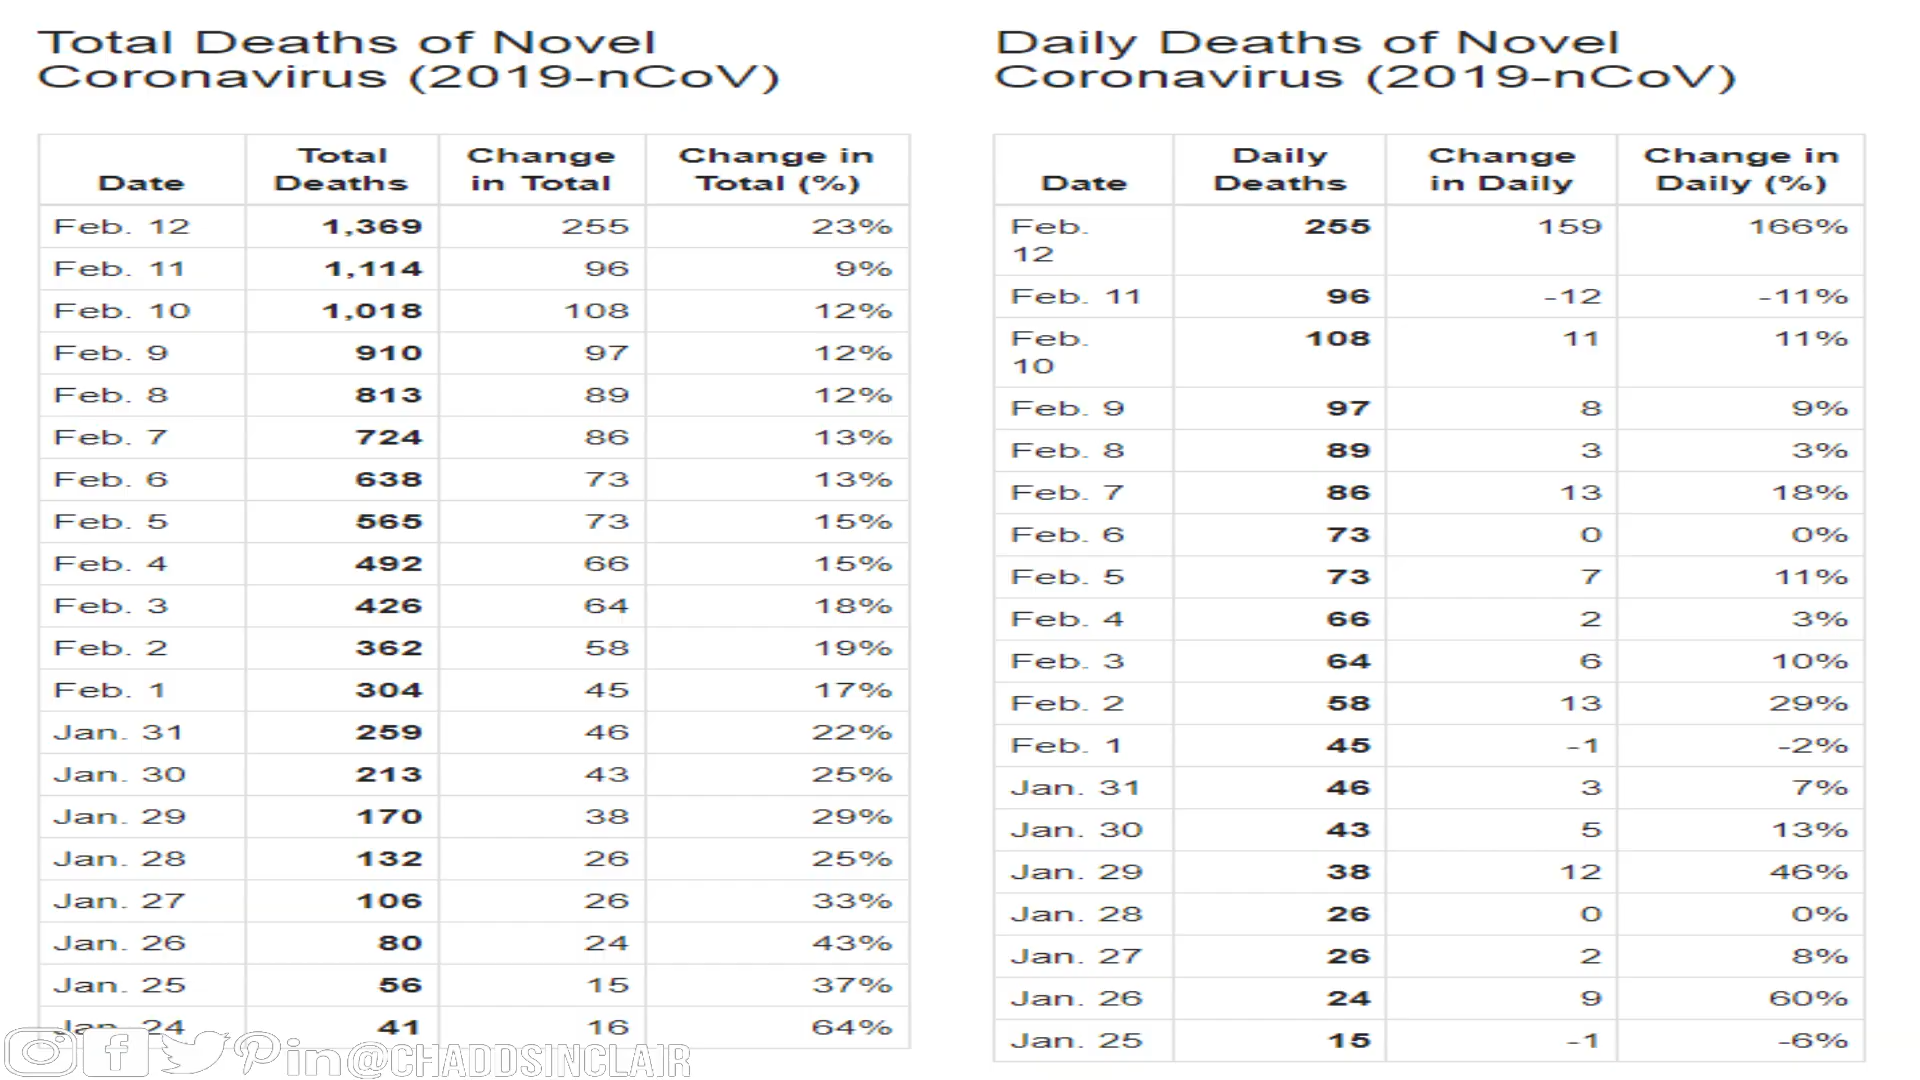 Total Deaths of Novel
Coronavirus (2019-nCoV)
Date Total Deaths Change in Total Change in Total (%)
Feb. 12 1,369 255 23%
Feb. 11 1,114 96 9%
Feb. 10 1,018 108 12%
Feb. 9 910 97 12%
Feb. 8 813 89 12%
Feb. 7 724 86 13%
Feb. 6 638 73 13%
Feb. 5 565 73 15%
Feb. 4 492 66 15%
Feb. 3 426 64 18%
Feb. 2 362 58 19%
Feb. 1 304 45 17%
Jan. 31 259 46 22%
Jan. 30 213 43 25%
Jan. 29 170 38 29%
Jan. 28 132 26 25%
Jan. 27 106 26 33%
Jan. 26 80 24 43%
Jan. 25 56 15 37%
Jan. 24 41 16 64%
Daily Deaths of Novel
Coronavirus (2019-nCoV)
Date Daily Deaths Change in Daily Change in Daily (%)
Feb. 12 255 159 166%
Feb. 11 96 -12 -11%
Feb. 10 108 11 11%
Feb. 9 97 8 9%
Feb. 8 89 3 3%
Feb. 7 86 13 18%
Feb. 6 73 0 0%
Feb. 5 73 7 11%
Feb. 4 66 2 3%
Feb. 3 64 6 10%
Feb. 2 58 13 29%
Feb. 1 45 -1 -2%
Jan. 31 46 3 7%
Jan. 30 43 5 13%
Jan. 29 38 12 46%
Jan. 28 26 0 0%
Jan. 27 26 2 8%
Jan. 26 24 9 60%
Jan. 25 15 -1 -6%
@CHADDSINCLAIR